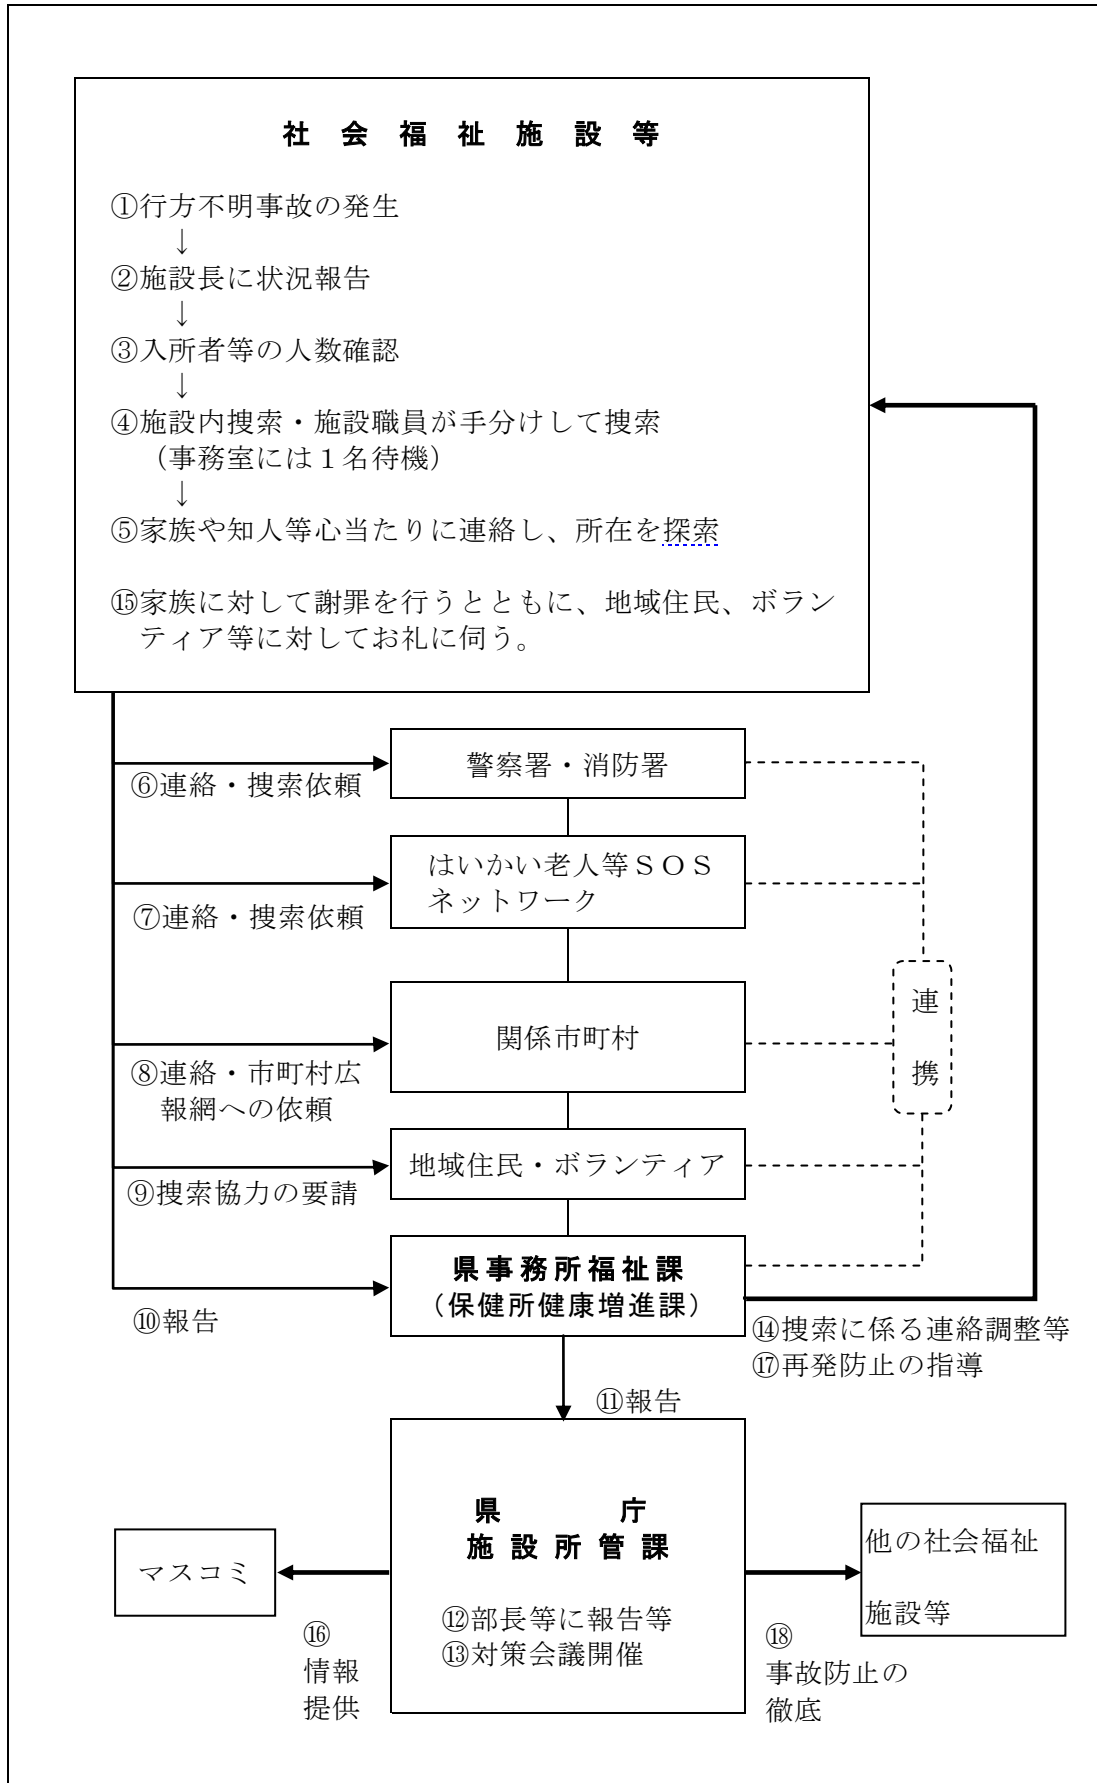 社会福祉施設等
①行方不明事故の発生
↓
②施設長に状況報告
↓
③入所者等の人数確認
↓
④施設内捜索・施設職員が手分けして捜索
（事務室には１名待機）
↓
⑤家族や知人等心当たりに連絡し、所在を探索
⑮家族に対して謝罪を行うとともに、地域住民、ボラン
ティア等に対してお礼に伺う。
警察署・消防署
⑥連絡・捜索依頼
はいかい老人等ＳＯＳ
ネットワーク
⑦連絡・捜索依頼
連携
関係市町村
⑧連絡・市町村広
報網への依頼
地域住民・ボランティア
⑨捜索協力の要請
県事務所福祉課
（保健所健康増進課）
⑩報告
⑭捜索に係る連絡調整等
⑰再発防止の指導
⑪報告
県庁
施設所管課
⑫部長等に報告等
⑬対策会議開催
マスコミ
⑯
情報
提供
他の社会福祉
施設等
⑱
事故防止の
徹底